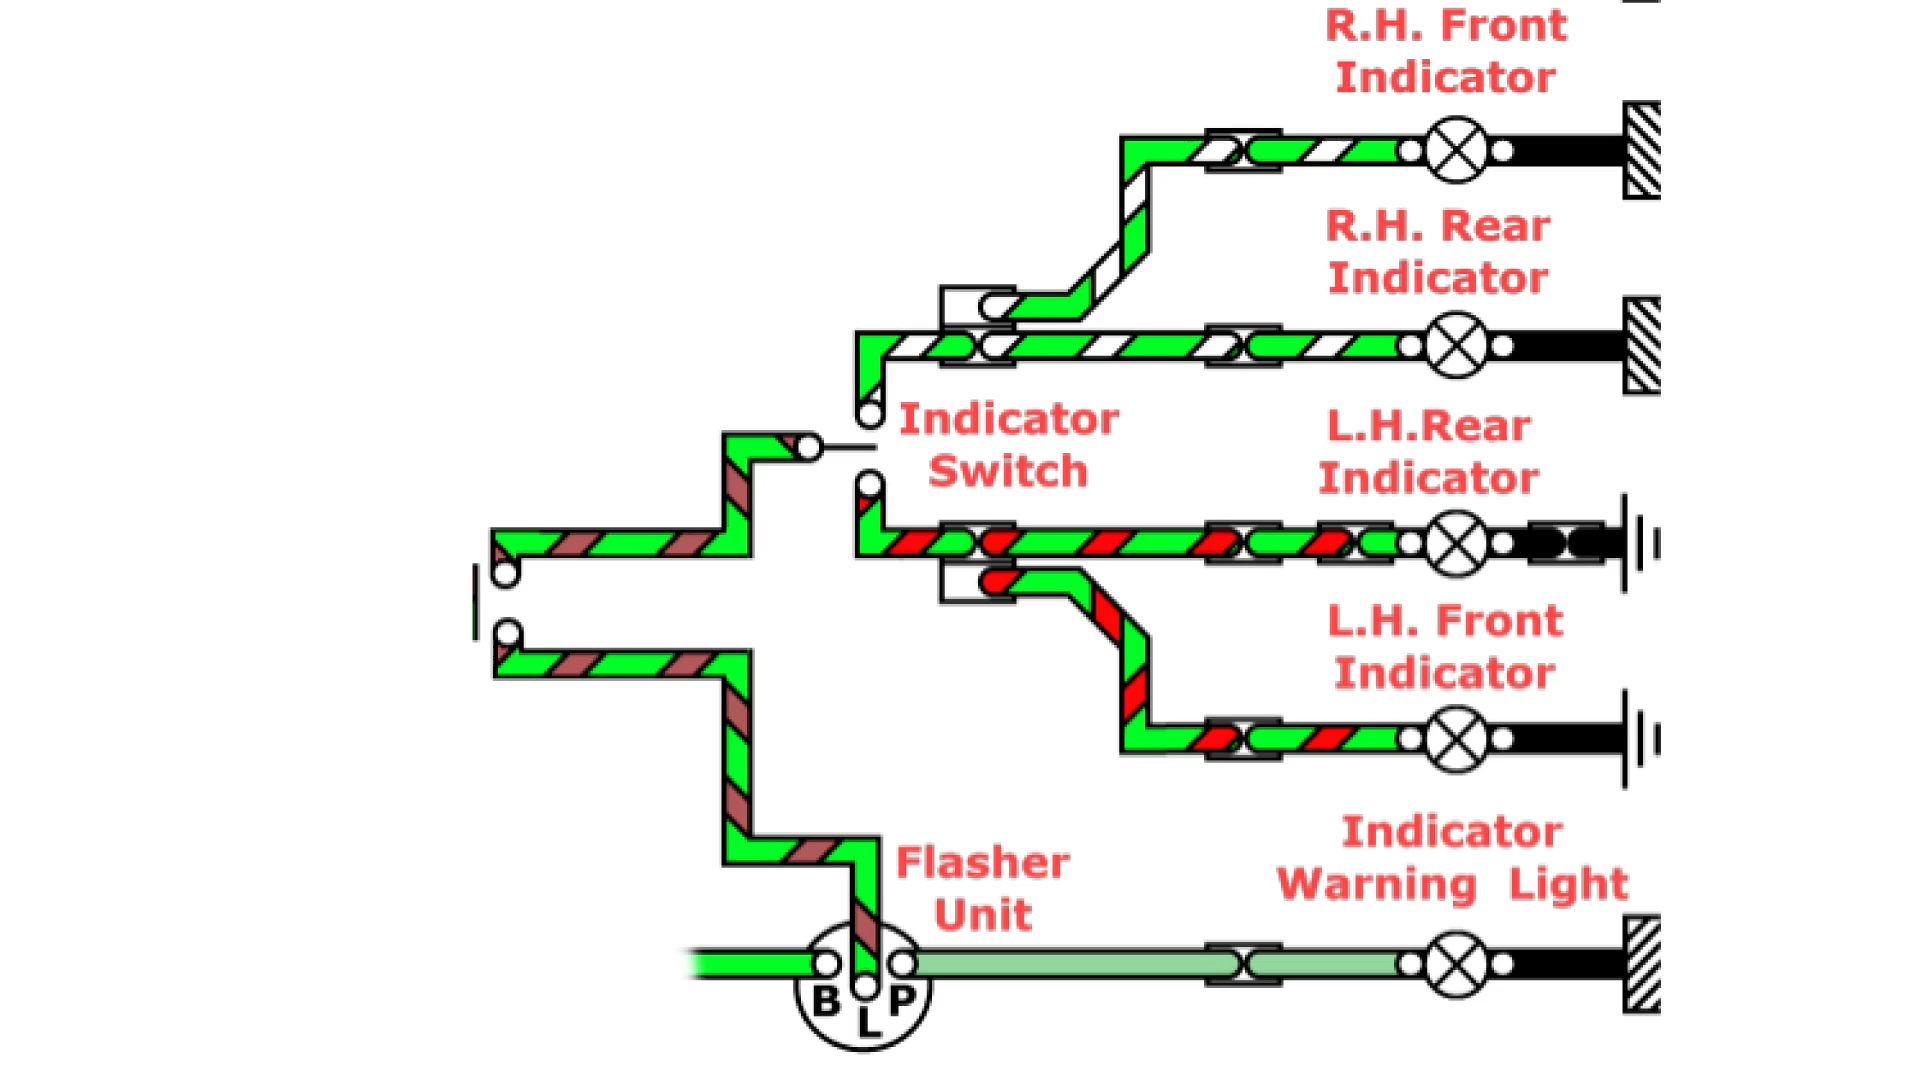 R.H. Front
Indicator
R.H. Rear
Indicator
Indicator
Switch
L.H.Rear
Indicator
L.H. Front
Indicator
Indicator
Warning Light
Flasher
Unit
B
P
L